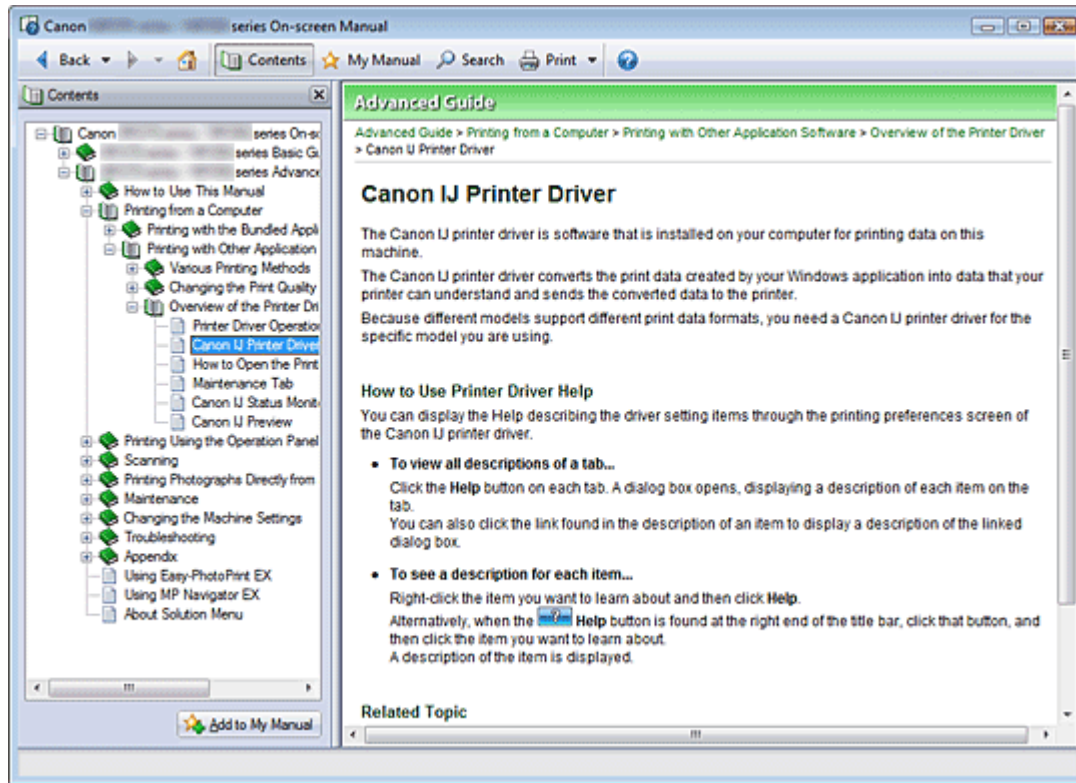 Canon series On-screen Manual
Back Contents My Manual Search Print
Contents
Canon series On-sc
series Basic Gu
series Advance
How to Use This Manual
Printing from a Computer
Printing with the Bundled Appli
Printing with Other Application
Various Printing Methods
Changing the Print Quality
Overview of the Printer Dri
Printer Driver Operation
Canon IJ Printer Driver
How to Open the Print
Maintenance Tab
Canon IJ Status Monit
Canon IJ Preview
Printing Using the Operation Panel
Scanning
Printing Photographs Directly from
Maintenance
Changing the Machine Settings
Troubleshooting
Appendix
Using Easy-PhotoPrint EX
Using MP Navigator EX
About Solution Menu
Add to My Manual
Advanced Guide
Advanced Guide > Printing from a Computer > Printing with Other Application Software > Overview of the Printer Driver
> Canon IJ Printer Driver
Canon IJ Printer Driver
The Canon IJ printer driver is software that is installed on your computer for printing data on this
machine.
The Canon IJ printer driver converts the print data created by your Windows application into data that your
printer can understand and sends the converted data to the printer.
Because different models support different print data formats, you need a Canon IJ printer driver for the
specific model you are using.
How to Use Printer Driver Help
You can display the Help describing the driver setting items through the printing preferences screen of
the Canon IJ printer driver.
• To view all descriptions of a tab...
Click the Help button on each tab. A dialog box opens, displaying a description of each item on the
tab.
You can also click the link found in the description of an item to display a description of the linked
dialog box.
• To see a description for each item...
Right-click the item you want to learn about and then click Help.
Alternatively, when the ? Help button is found at the right end of the title bar, click that button, and
then click the item you want to learn about.
A description of the item is displayed.
Related Topic